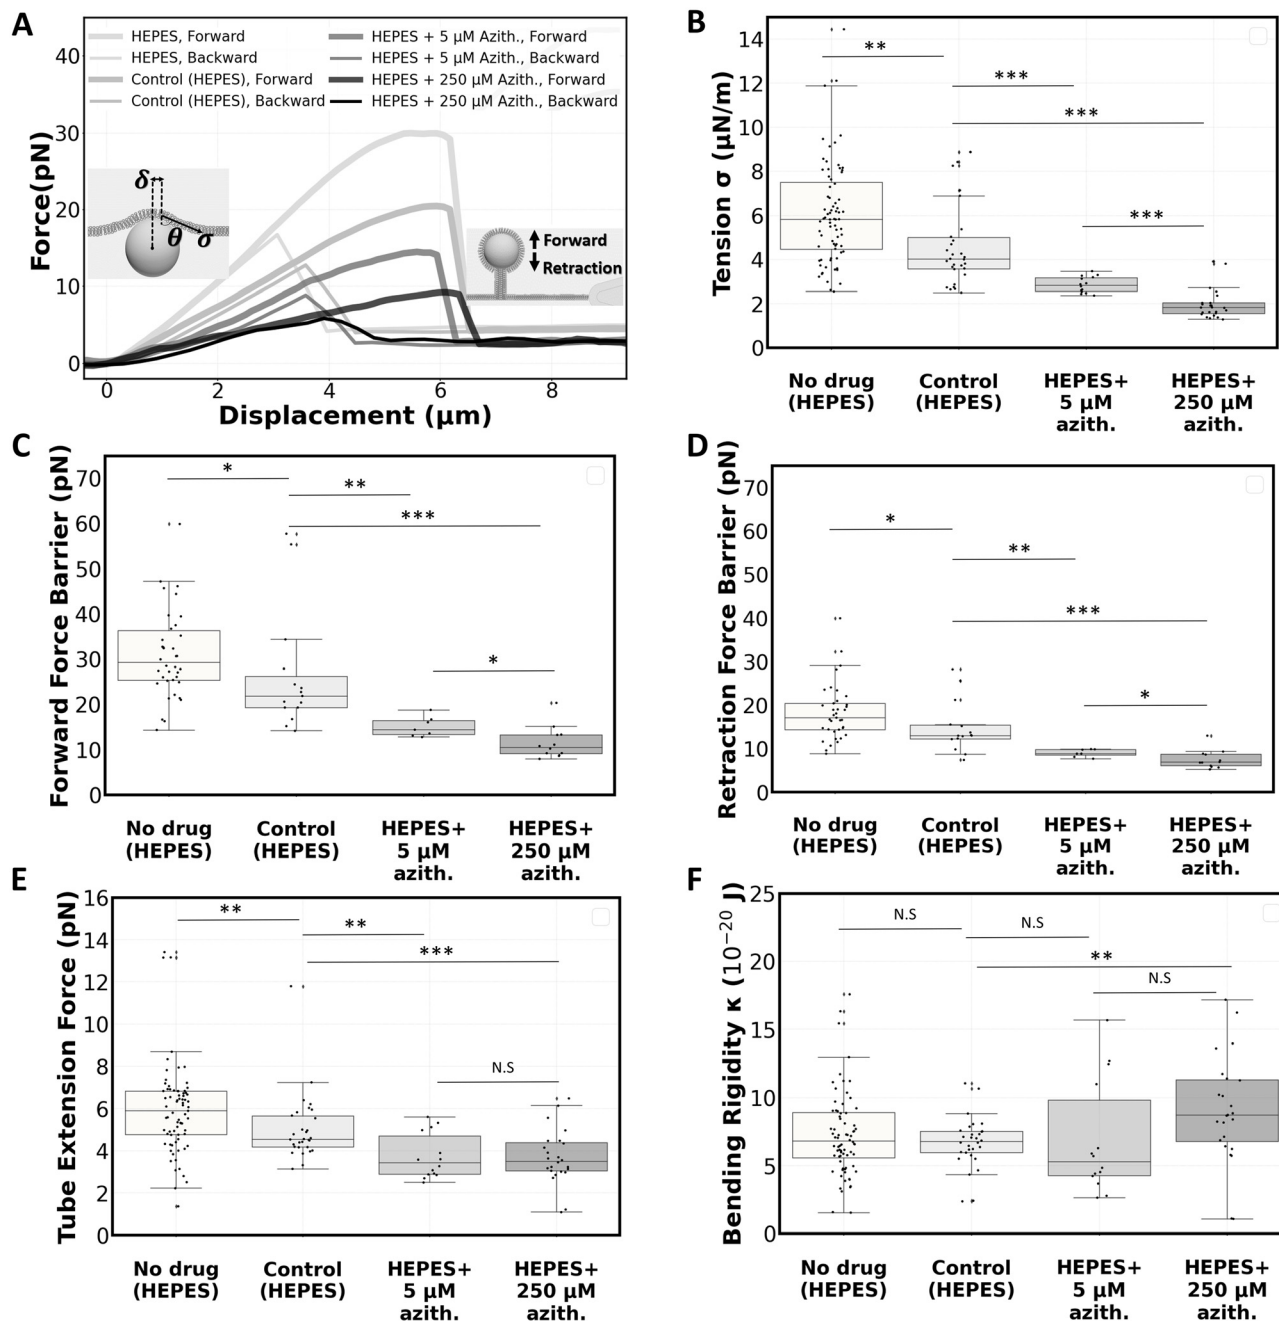 A
HEPES, Forward
HEPES, Backward
Control (HEPES), Forward
Control (HEPES), Backward
HEPES + 5 μM Azith., Forward
HEPES + 5 μM Azith., Backward
HEPES + 250 μM Azith., Forward
HEPES + 250 μM Azith., Backward
Force(pN)
40
30
20
10
0
δ
θ
σ
Forward
Retraction
0 2 4 6 8
Displacement (μm)
B
Tension σ (μN/m)
14
12
10
8
6
4
2
0
**
***
***
***
No drug
(HEPES)
Control
(HEPES)
HEPES+
5 μM
azith.
HEPES+
250 μM
azith.
C
Forward Force Barrier (pN)
70
60
50
40
30
20
10
0
*
**
***
*
No drug
(HEPES)
Control
(HEPES)
HEPES+
5 μM
azith.
HEPES+
250 μM
azith.
D
Retraction Force Barrier (pN)
70
60
50
40
30
20
10
0
*
**
***
*
No drug
(HEPES)
Control
(HEPES)
HEPES+
5 μM
azith.
HEPES+
250 μM
azith.
E
Tube Extension Force (pN)
16
14
12
10
8
6
4
2
0
**
**
***
N.S
No drug
(HEPES)
Control
(HEPES)
HEPES+
5 μM
azith.
HEPES+
250 μM
azith.
F
Bending Rigidity κ (10⁻²⁰ J)
25
20
15
10
5
0
N.S
N.S
**
N.S
No drug
(HEPES)
Control
(HEPES)
HEPES+
5 μM
azith.
HEPES+
250 μM
azith.